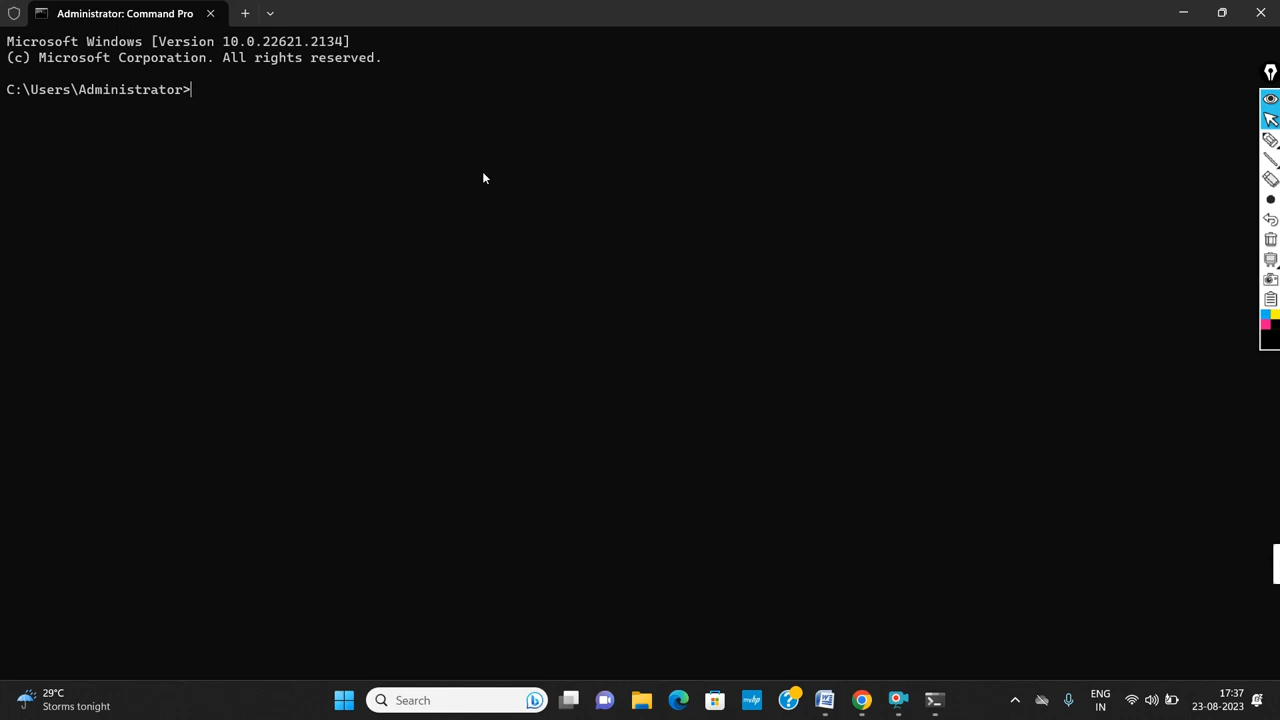 Administrator: Command Pro
Microsoft Windows [Version 10.0.22621.2134]
(c) Microsoft Corporation. All rights reserved.
C:\Users\Administrator>
29°C
Storms tonight
Search
myhp
ENG
IN
17:37
23-08-2023